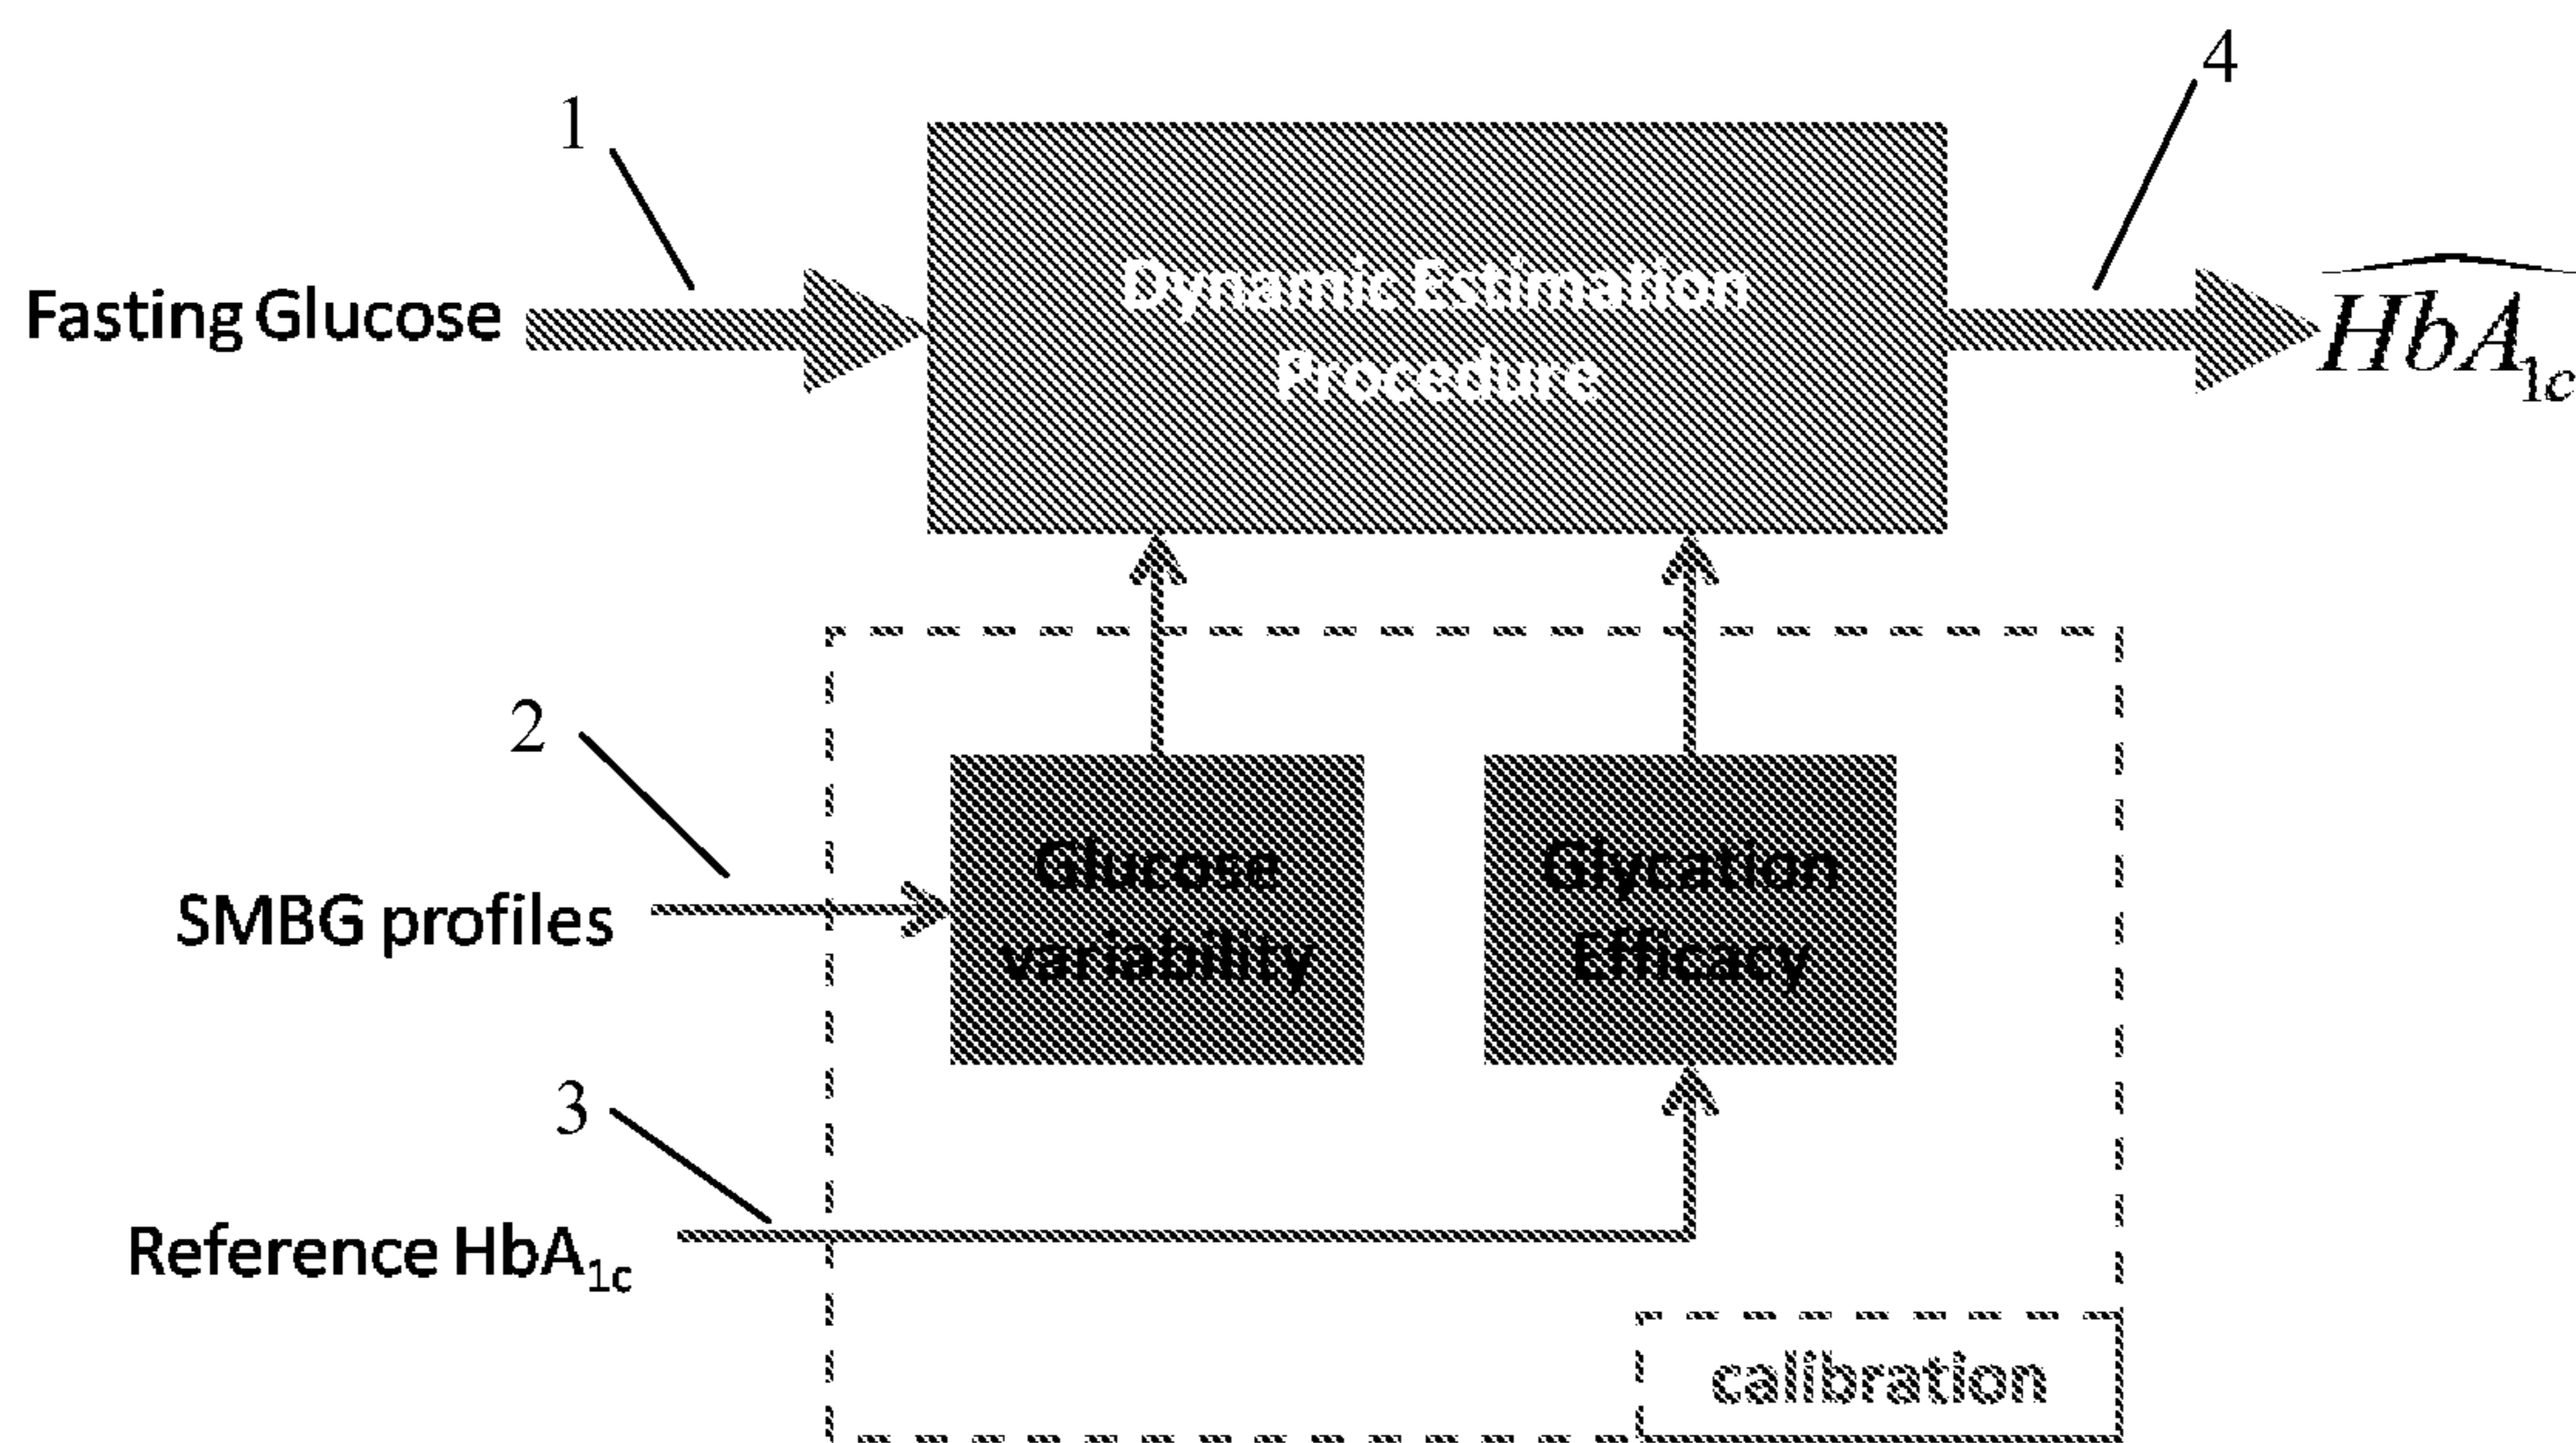 4
1
Fasting Glucose
Dynamic Estimation
Procedure
HbA1c
2
SMBG profiles
Glucose
variability
Glycation
Efficacy
3
Reference HbA1c
calibration